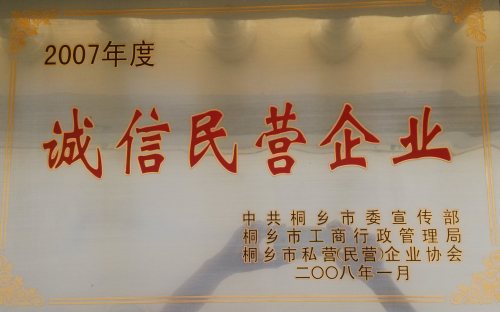 2007年度
诚信民营企业
中共桐乡市委宣传部
桐乡市工商行政管理局
桐乡市私营(民营)企业协会
二〇〇八年一月